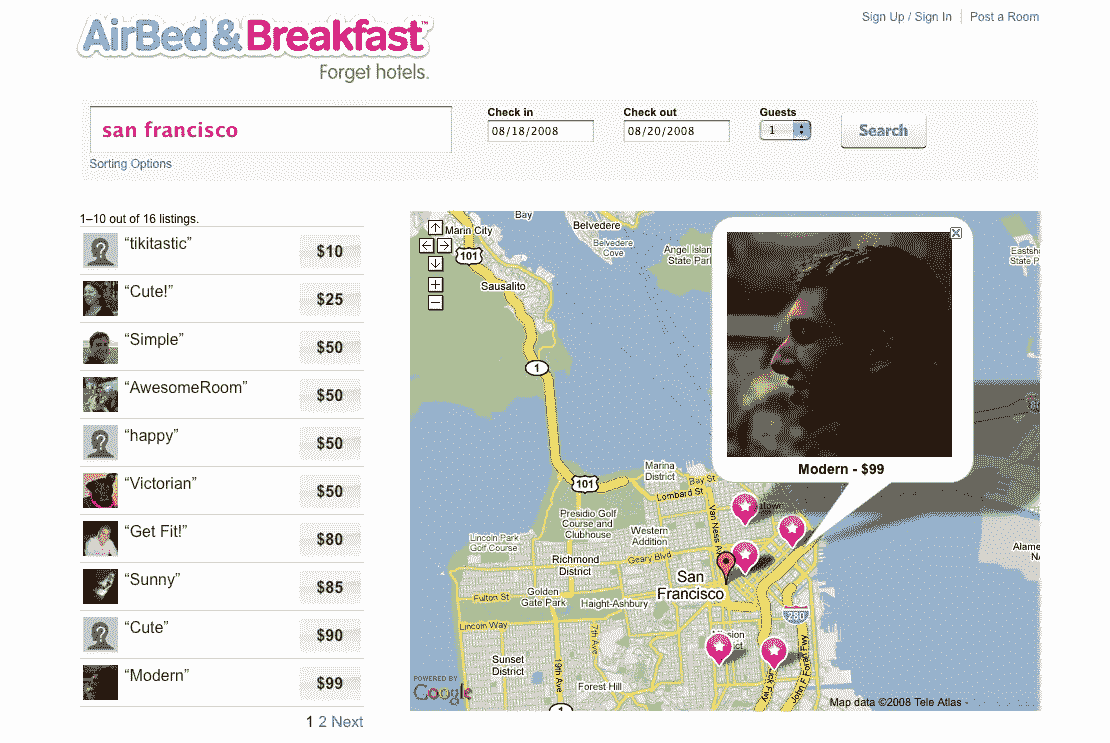 Sign Up / Sign In | Post a Room
AirBed & Breakfast™
Forget hotels.
Check in
Check out
Guests
san francisco
08/18/2008
08/20/2008
1
Search
Sorting Options
1–10 out of 16 listings.
“tikitastic”
$10
“Cute!”
$25
“Simple”
$50
“AwesomeRoom”
$50
“happy”
$50
“Victorian”
$50
“Get Fit!”
$80
“Sunny”
$85
“Cute”
$90
“Modern”
$99
1 2 Next
Bay
Marin City
Belvedere
Belvedere
Cove
Angel Islan
State Parl
Eastsh
State P
101
Sausalito
1
Modern - $99
Marina
District
101
Bay St
Lombard St
Van Ness Av
atown
Presidio Golf
Course and
Clubhouse
Lincoln Park
Golf Course
Western
Addition
Richmond
District
Geary Blvd
Alame
San
Francisco
Golden
Gate Park
Fulton St
Haight-Ashbury
280
Lincoln Way
7th Ave
19th Ave
Sunset
District
Forest Hill
John F Foran Fwy
1
POWERED BY
Google
Map data ©2008 Tele Atlas -